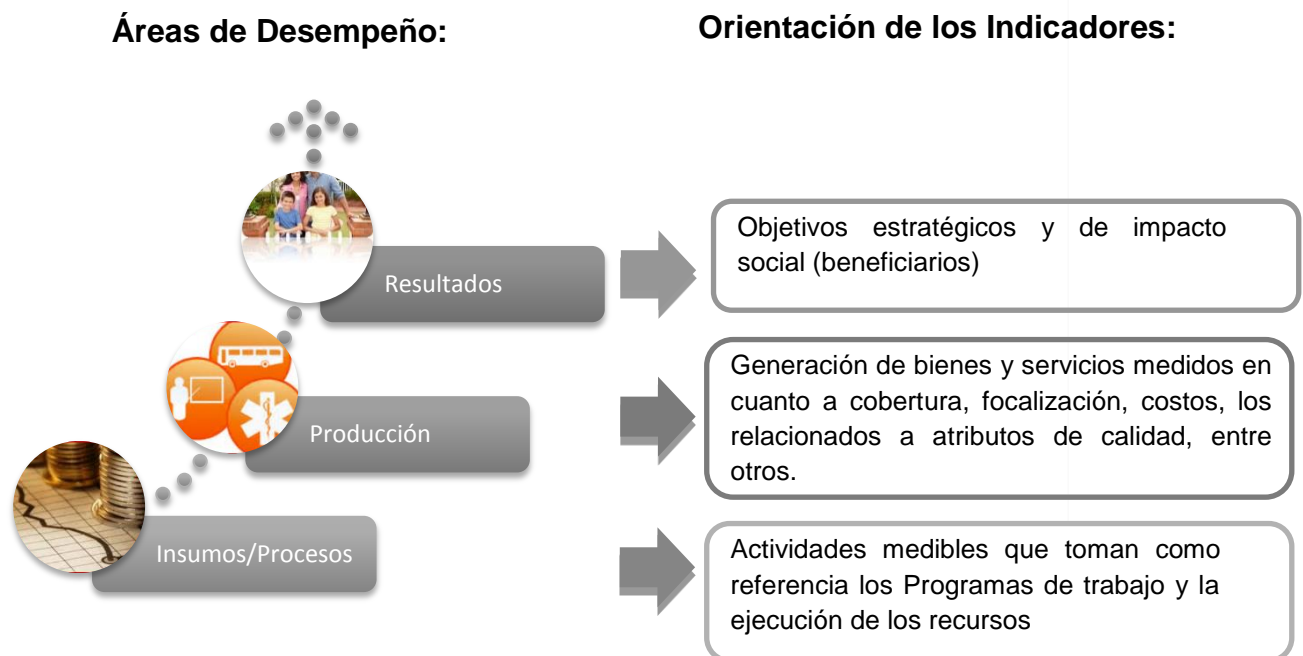 Áreas de Desempeño:
Orientación de los Indicadores:
Resultados
Objetivos estratégicos y de impacto
social (beneficiarios)
Producción
Generación de bienes y servicios medidos en
cuanto a cobertura, focalización, costos, los
relacionados a atributos de calidad, entre
otros.
Insumos/Procesos
Actividades medibles que toman como
referencia los Programas de trabajo y la
ejecución de los recursos